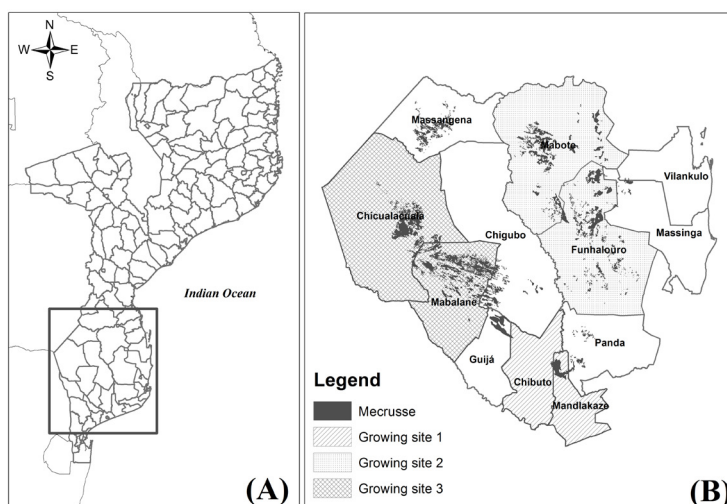 N
W E
S
Indian Ocean
(A)
Massangena
Mabote
Vilankulo
Chicualacuala
Chigubo
Massinga
Funhalouro
Mabalane
Panda
Guijá
Chibuto
Mandlakaze
Legend
Mecrusse
Growing site 1
Growing site 2
Growing site 3
(B)